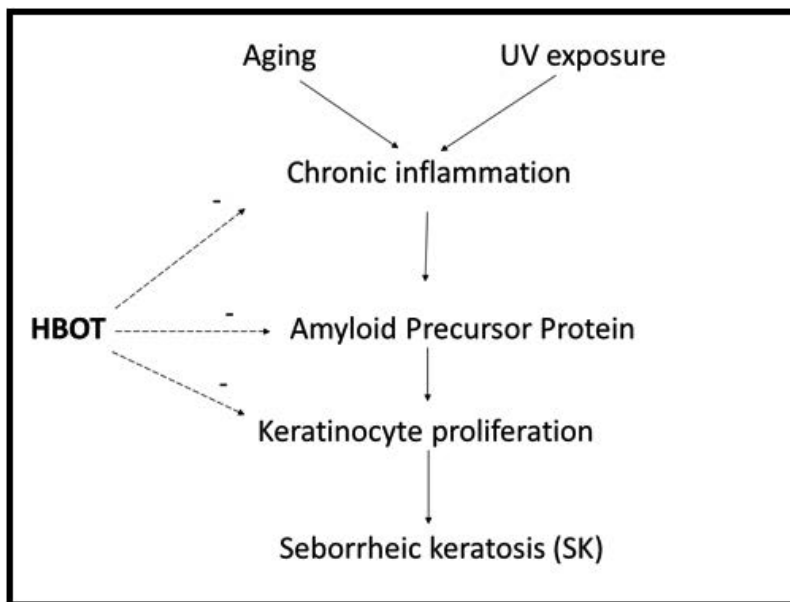 Aging
UV exposure
Chronic inflammation
-
HBOT
-
Amyloid Precursor Protein
-
Keratinocyte proliferation
Seborrheic keratosis (SK)